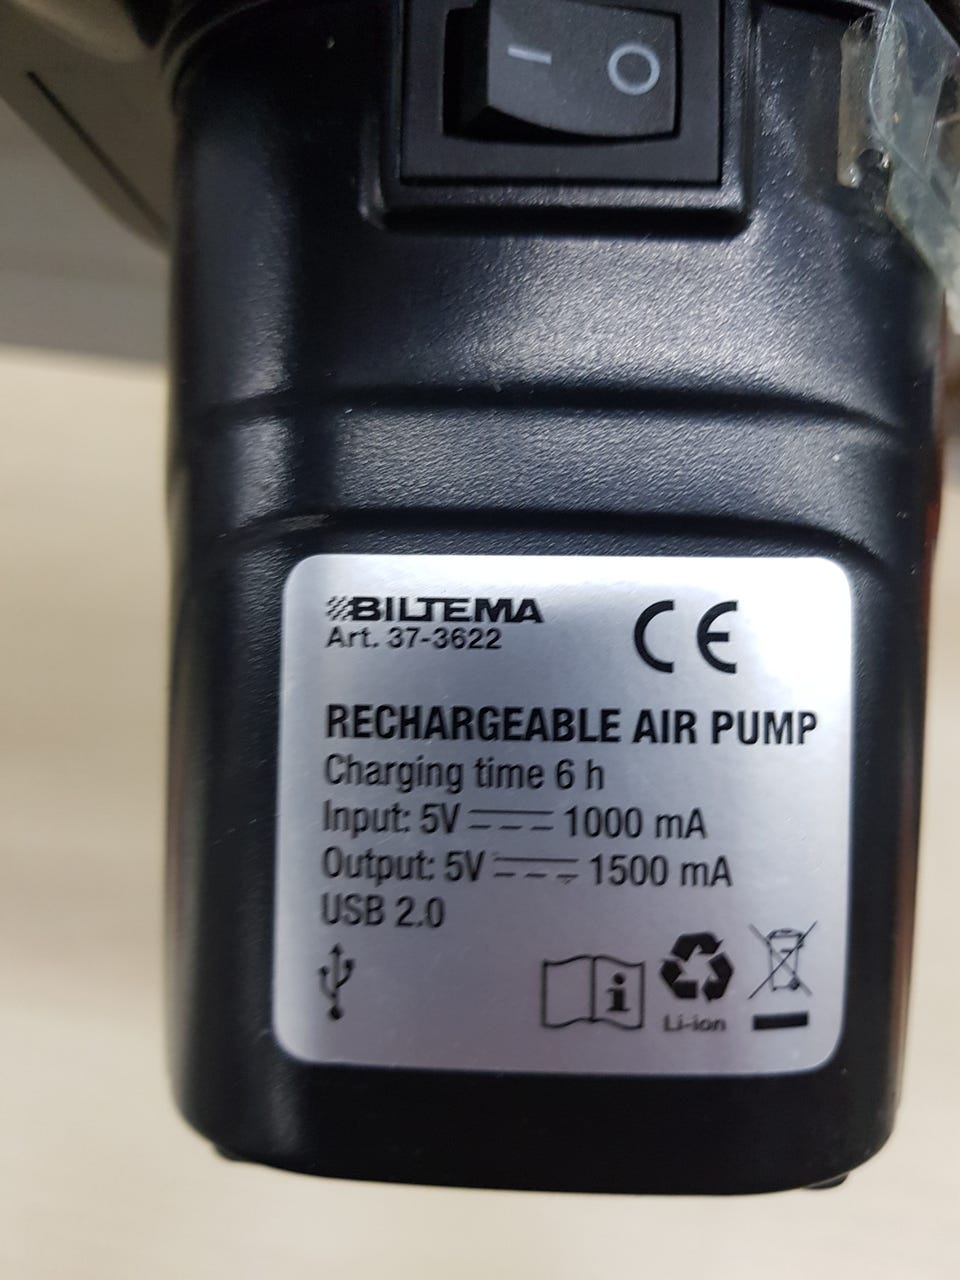 BILTEMA
Art. 37-3622
CE
RECHARGEABLE AIR PUMP
Charging time 6 h
Input: 5V ⎓ 1000 mA
Output: 5V ⎓ 1500 mA
USB 2.0
Li-ion